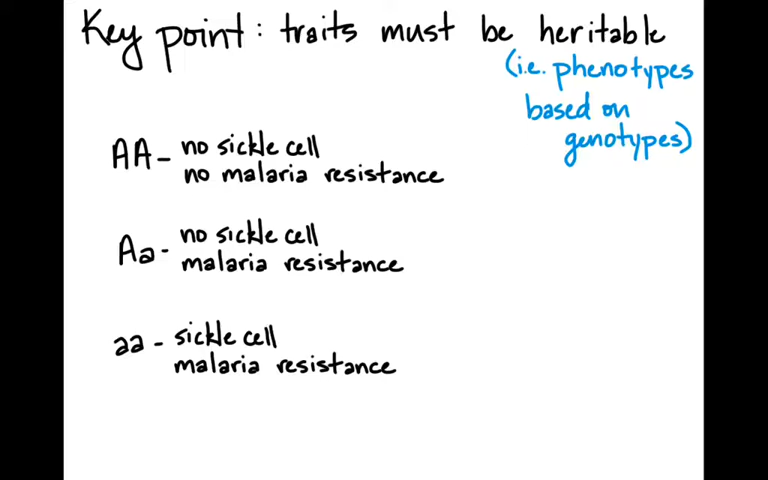 Key point: traits must be heritable
(i.e. phenotypes
based on
genotypes)
AA - no sickle cell
no malaria resistance
Aa - no sickle cell
malaria resistance
aa - sickle cell
malaria resistance